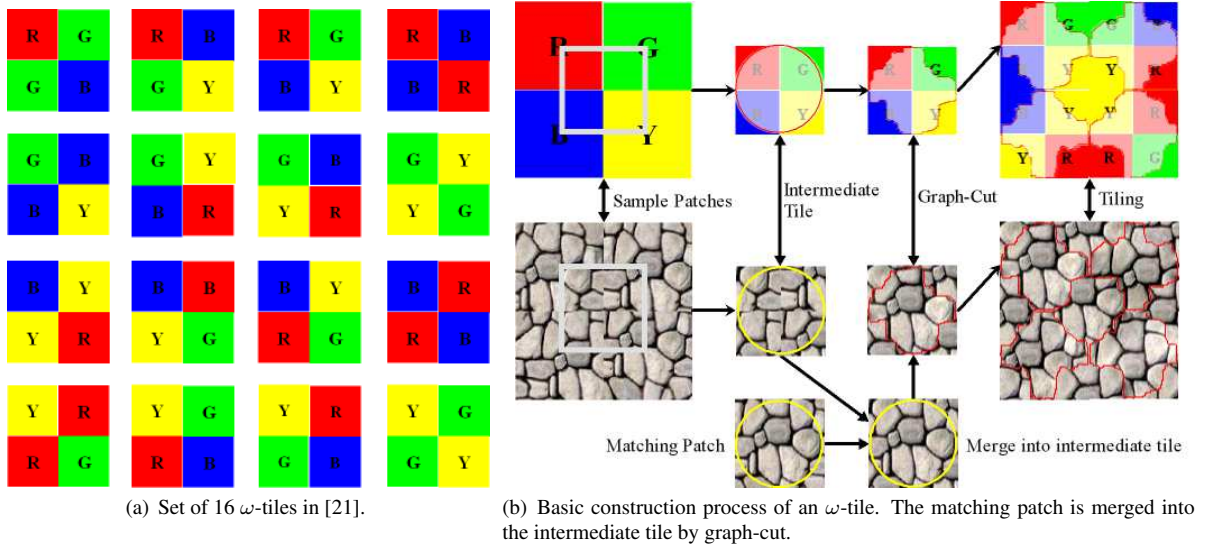 R G R B R G R B
G B G Y B Y B R
G B G Y G B G Y
B Y B R Y R Y G
B Y B B B Y B R
Y R Y G R G R B
Y R Y G Y R Y G
R G R B G B G Y
(a) Set of 16 ω-tiles in [21].
R G
B Y
R G
B Y
R G
B Y
R G G B
B Y Y R
B Y Y R
Y R R G
Sample Patches
Intermediate
Tile
Graph-Cut
Tiling
Matching Patch
Merge into intermediate tile
(b) Basic construction process of an ω-tile. The matching patch is merged into
the intermediate tile by graph-cut.